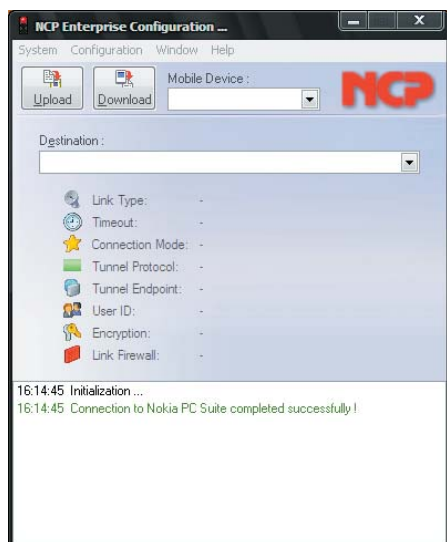 NCP Enterprise Configuration ...
System Configuration Window Help
Upload Download Mobile Device :
NCP
Destination :
Link Type: -
Timeout: -
Connection Mode: -
Tunnel Protocol: -
Tunnel Endpoint: -
User ID: -
Encryption: -
Link Firewall: -
16:14:45 Initialization ...
16:14:45 Connection to Nokia PC Suite completed successfully !